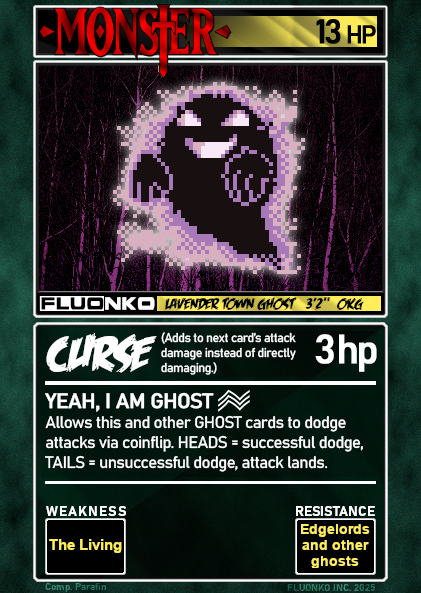 MONSTER
13 HP
FLUONKO LAVENDER TOWN GHOST 3'2" 0KG
CURSE
(Adds to next card's attack
damage instead of directly
damaging.)
3hp
YEAH, I AM GHOST
Allows this and other GHOST cards to dodge
attacks via coinflip. HEADS = successful dodge,
TAILS = unsuccessful dodge, attack lands.
WEAKNESS
The Living
RESISTANCE
Edgelords
and other
ghosts
Comp. Parafin
FLUONKO INC. 2025